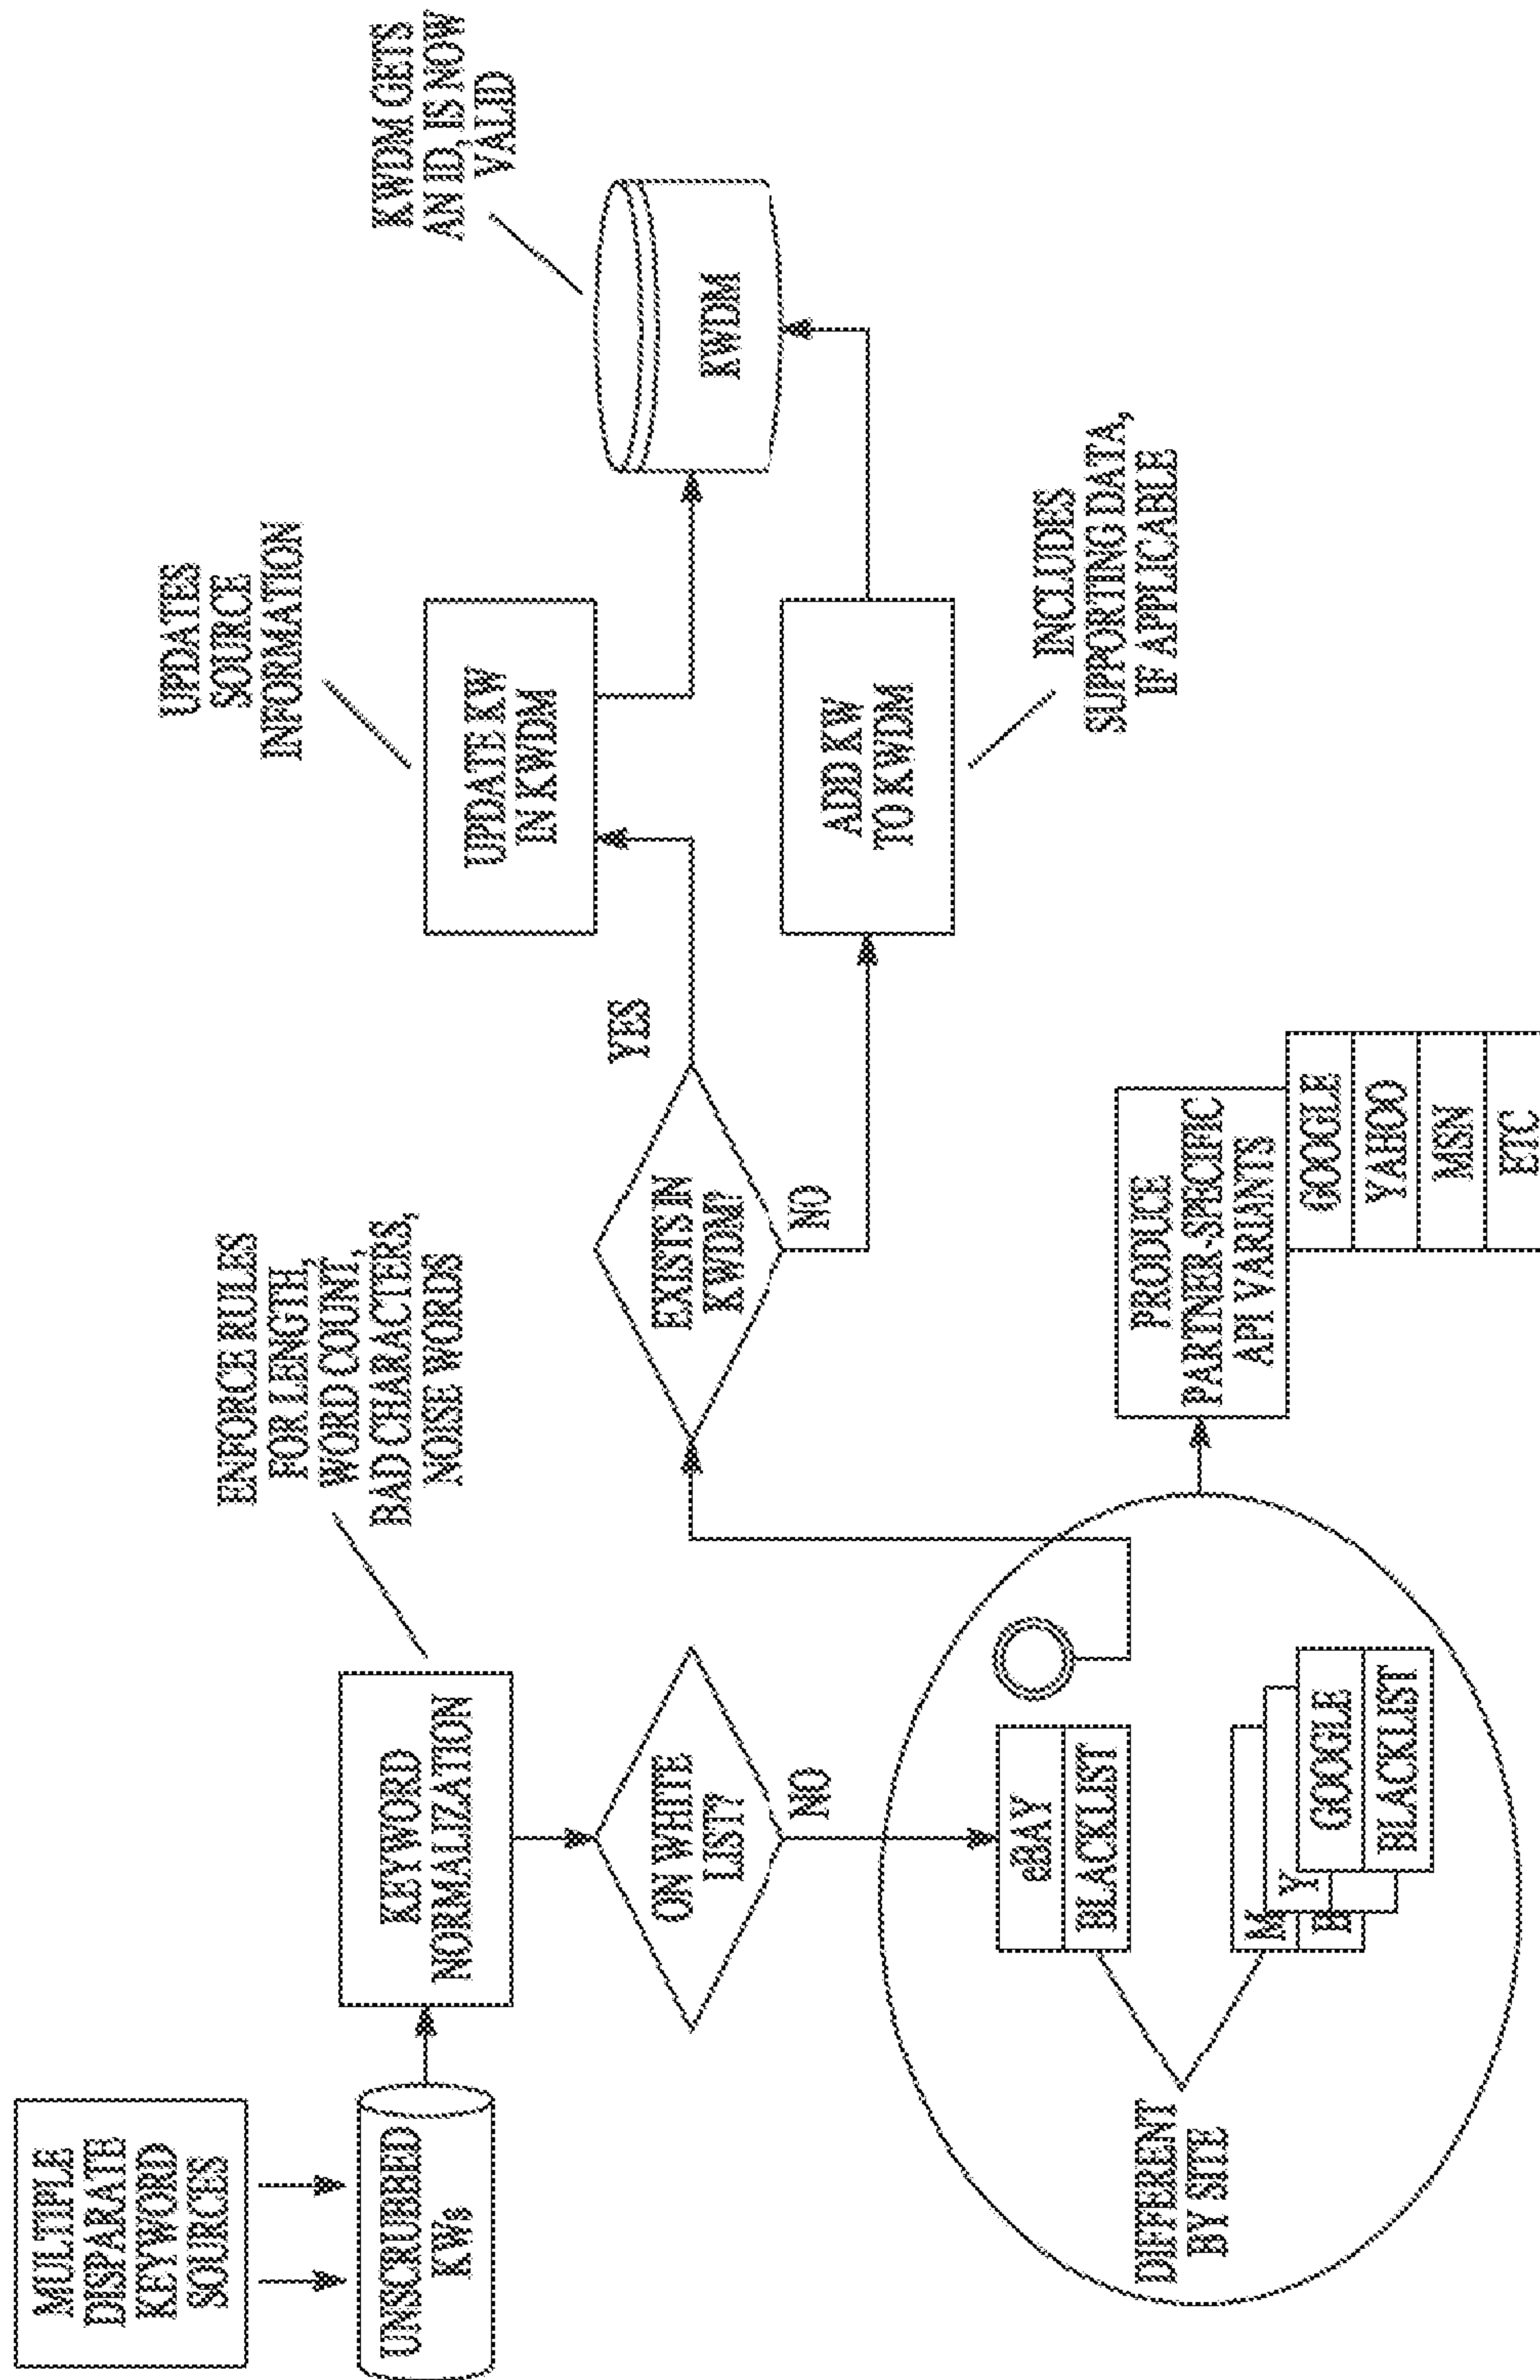 MULTIPLE
DISPARATE
KEYWORD
SOURCES
UNSCRUBBED
KWs
KEYWORD
NORMALIZATION
ENFORCE RULES
FOR LENGTH,
WORD COUNT,
BAD CHARACTERS,
NOISE WORDS
ON WHITE
LIST?
NO
eBAY
BLACKLIST
DIFFERENT
BY SITE
M
Y
B
GOOGLE
BLACKLIST
EXISTS IN
KWDM?
YES
NO
UPDATE KW
IN KWDM
UPDATES
SOURCE
INFORMATION
ADD KW
TO KWDM
INCLUDES
SUPPORTING DATA,
IF APPLICABLE
KWDM
KWDM GETS
AN ID, IS NOW
VALID
PRODUCE
PARTNER-SPECIFIC
API VARIANTS
GOOGLE
YAHOO
MSN
ETC